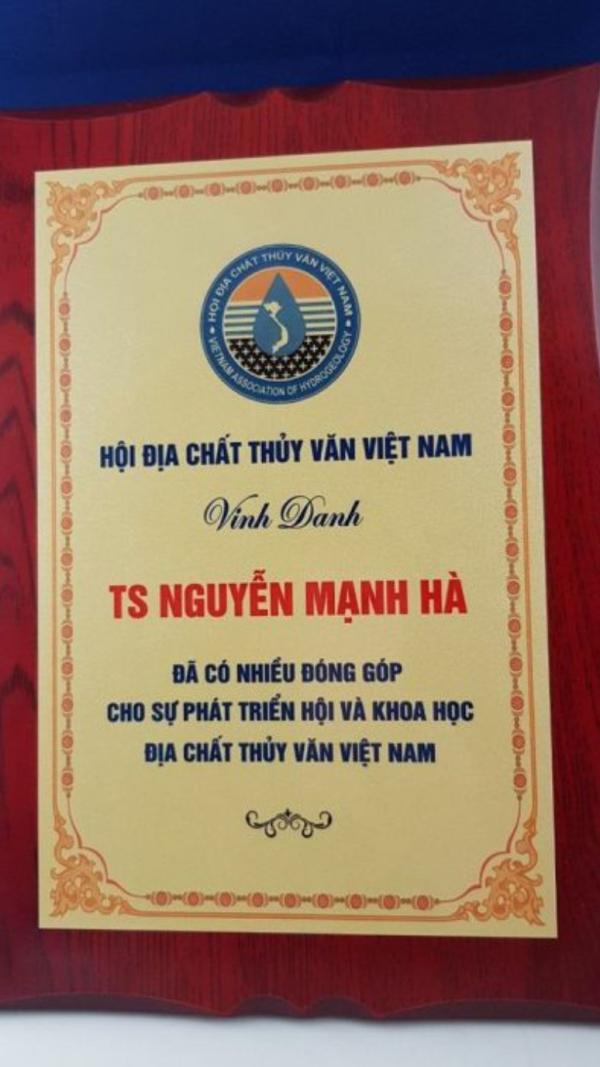 HỘI ĐỊA CHẤT THỦY VĂN VIỆT NAM
VIETNAM ASSOCIATION OF HYDROGEOLOGY
HỘI ĐỊA CHẤT THỦY VĂN VIỆT NAM
Vinh Danh
TS NGUYỄN MẠNH HÀ
ĐÃ CÓ NHIỀU ĐÓNG GÓP
CHO SỰ PHÁT TRIỂN HỘI VÀ KHOA HỌC
ĐỊA CHẤT THỦY VĂN VIỆT NAM